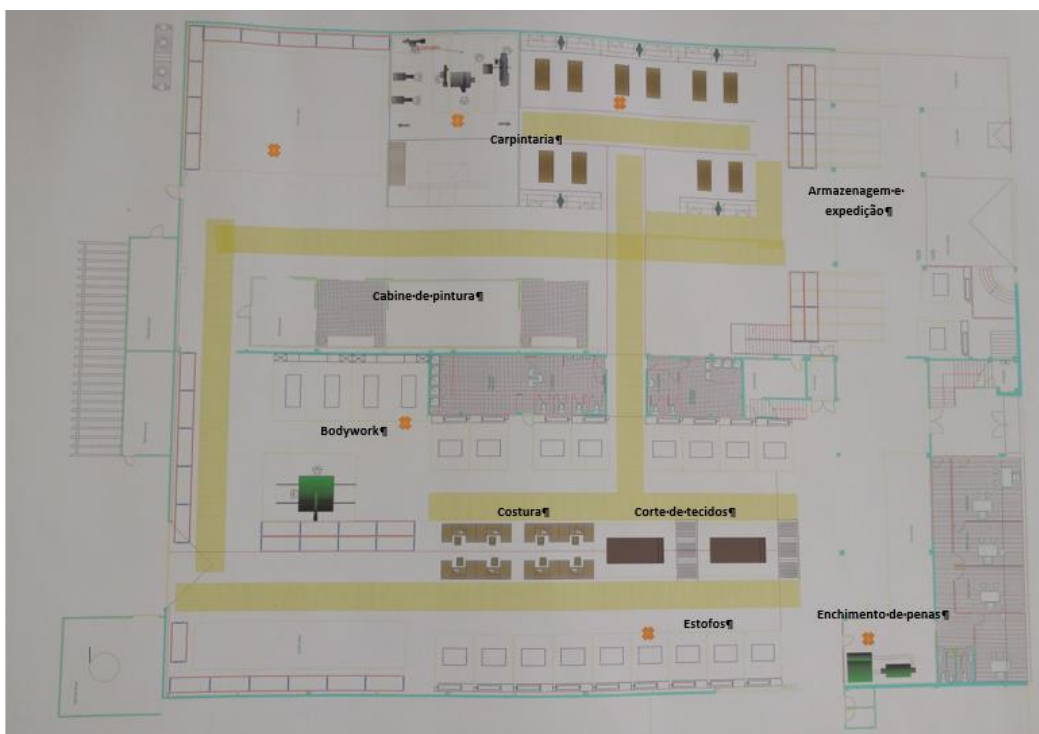 Carpintaria¶
Armazenagem·e·
expedição¶
Cabine·de·pintura¶
Bodywork¶
Costura¶
Corte·de·tecidos¶
Estofos¶
Enchimento·de·penas¶